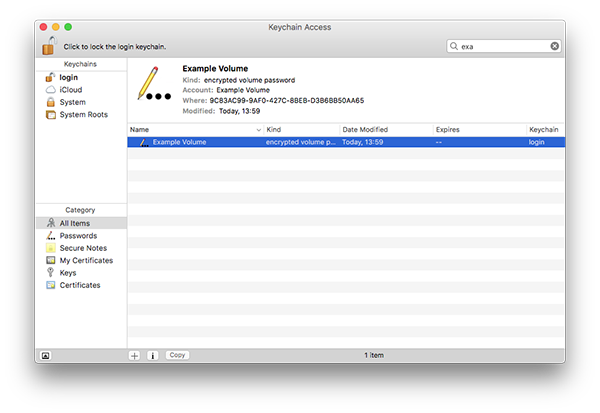 Keychain Access
Click to lock the login keychain.
exa
Keychains
login
iCloud
System
System Roots
Example Volume
Kind: encrypted volume password
Account: Example Volume
Where: 9C83AC99-9AF0-427C-8BEB-D3B6BB50AA65
Modified: Today, 13:59
Name Kind Date Modified Expires Keychain
Example Volume encrypted volume p... Today, 13:59 -- login
Category
All Items
Passwords
Secure Notes
My Certificates
Keys
Certificates
Copy
1 item